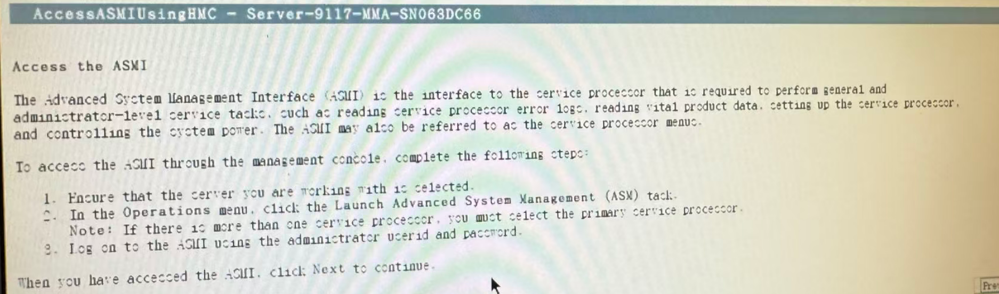 AccessASMIUsingHMC - Server-9117-MMA-SN063DC66
Access the ASMI
The Advanced System Management Interface (ASMI) is the interface to the service processor that is required to perform general and
administrator-level service tasks, such as reading service processor error logs, reading vital product data, setting up the service processor,
and controlling the system power. The ASMI may also be referred to as the service processor menus.
To access the ASMI through the management console, complete the following steps:
1. Ensure that the server you are working with is selected.
2. In the Operations menu, click the Launch Advanced System Management (ASM) task.
Note: If there is more than one service processor, you must select the primary service processor.
3. Log on to the ASMI using the administrator userid and password.
When you have accessed the ASMI, click Next to continue.